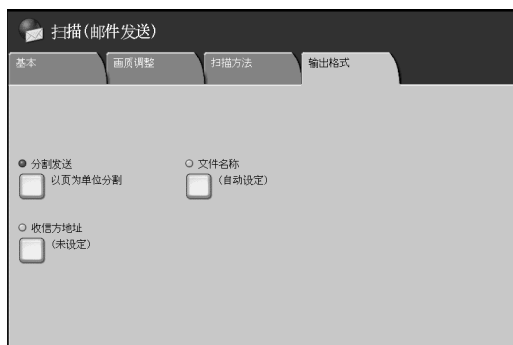 扫描(邮件发送)
基本 画质调整 扫描方法 输出格式
分割发送 文件名称
以页为单位分割 (自动设定)
收信方地址
(未设定)